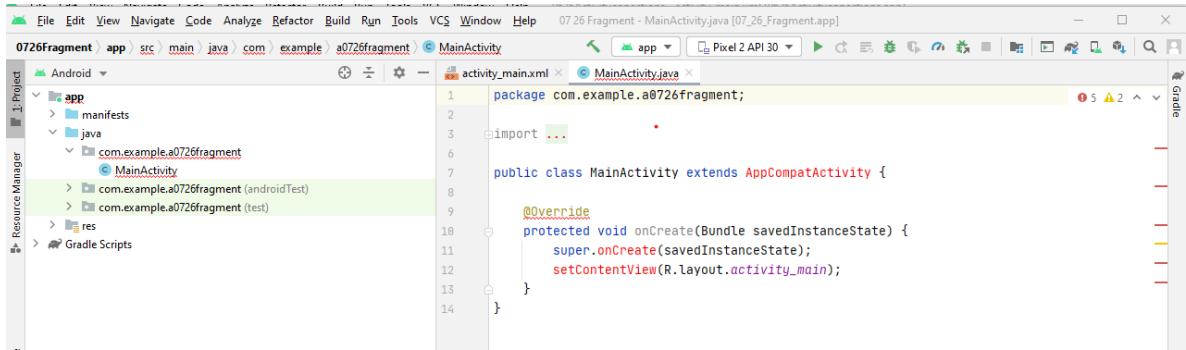 File Edit View Navigate Code Analyze Refactor Build Run Tools VCS Window Help 07 26 Fragment - MainActivity.java [07_26_Fragment.app]
0726Fragment app src main java com example a0726fragment MainActivity app Pixel 2 API 30
Android
activity_main.xml MainActivity.java
1: Project
Resource Manager
Gradle
app
manifests
java
com.example.a0726fragment
MainActivity
com.example.a0726fragment (androidTest)
com.example.a0726fragment (test)
res
Gradle Scripts
1 package com.example.a0726fragment; 5 2
2
3 import ...
6
7 public class MainActivity extends AppCompatActivity {
8
9 @Override
10 protected void onCreate(Bundle savedInstanceState) {
11 super.onCreate(savedInstanceState);
12 setContentView(R.layout.activity_main);
13 }
14 }